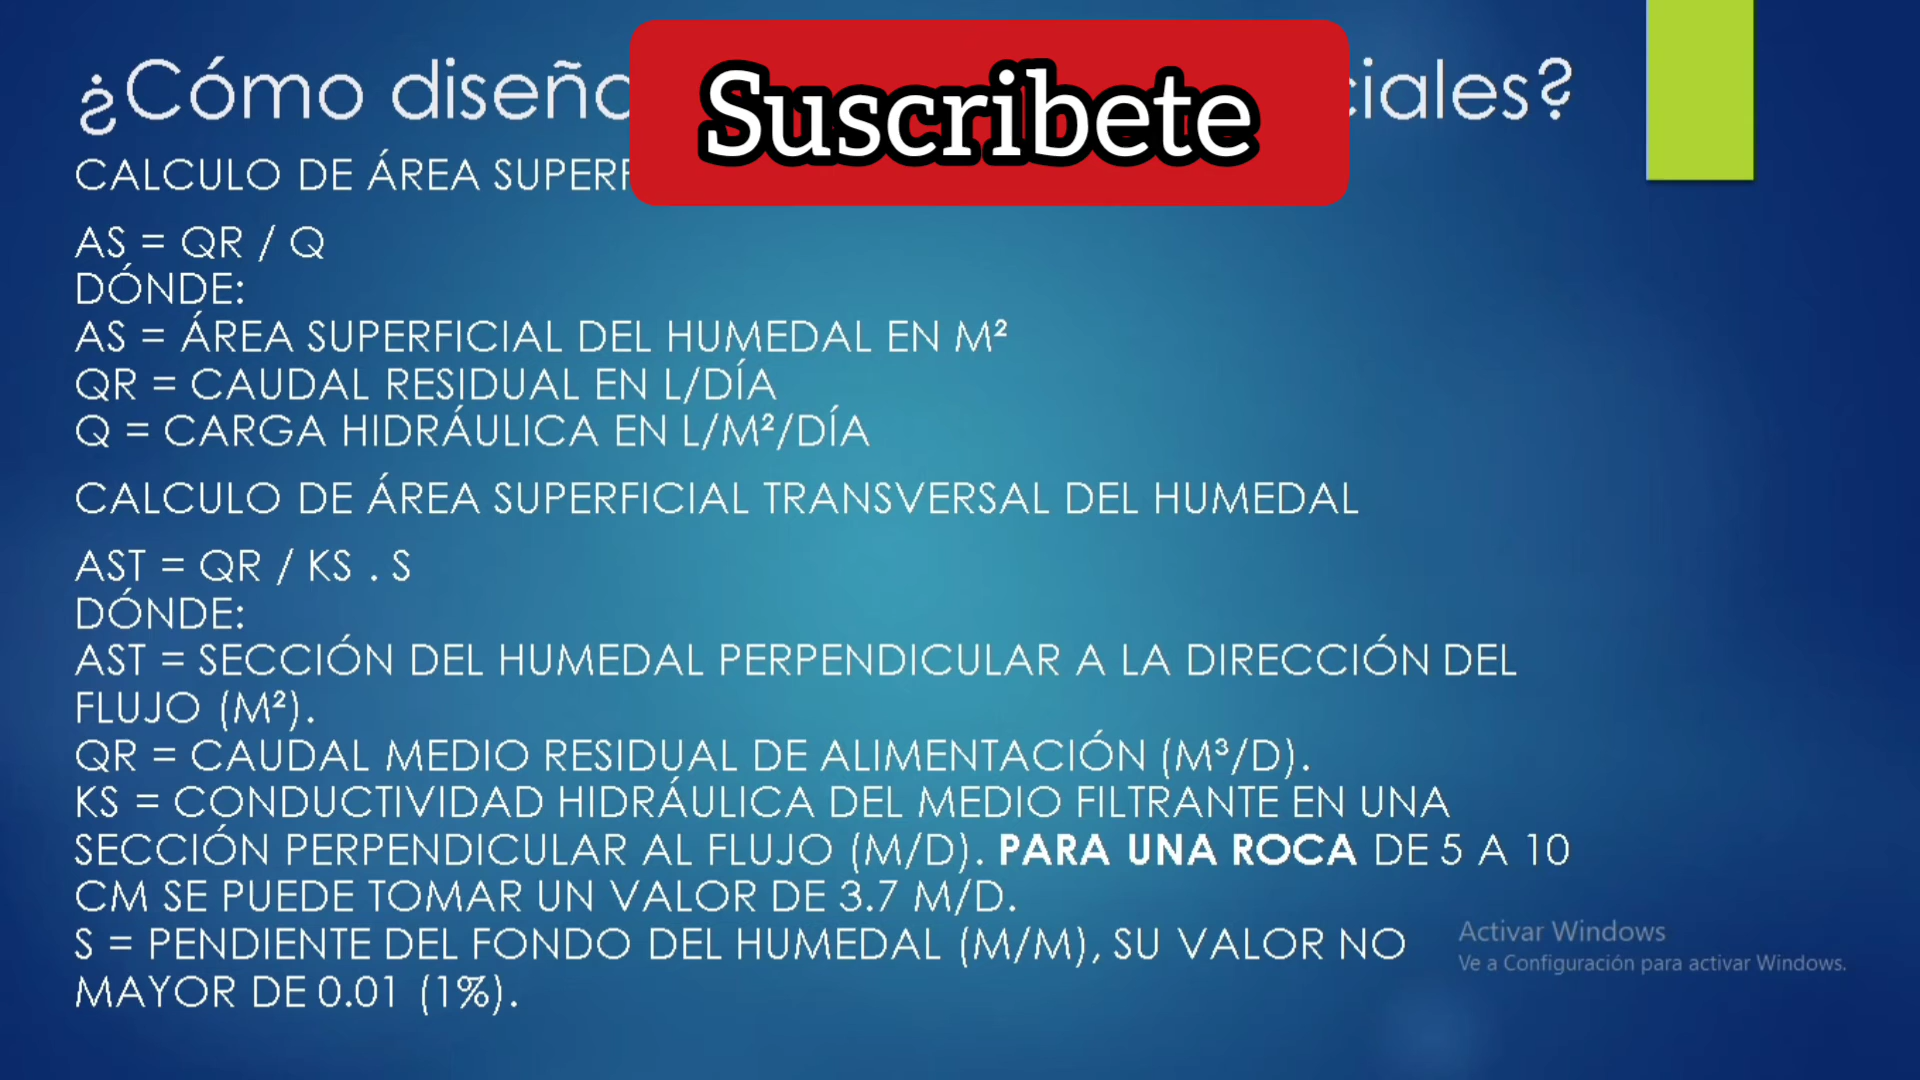 ¿Cómo diseña
Suscribete
ciales?
CALCULO DE ÁREA SUPERF
AS = QR / Q
DÓNDE:
AS = ÁREA SUPERFICIAL DEL HUMEDAL EN M²
QR = CAUDAL RESIDUAL EN L/DÍA
Q = CARGA HIDRÁULICA EN L/M²/DÍA
CALCULO DE ÁREA SUPERFICIAL TRANSVERSAL DEL HUMEDAL
AST = QR / KS . S
DÓNDE:
AST = SECCIÓN DEL HUMEDAL PERPENDICULAR A LA DIRECCIÓN DEL
FLUJO (M²).
QR = CAUDAL MEDIO RESIDUAL DE ALIMENTACIÓN (M³/D).
KS = CONDUCTIVIDAD HIDRÁULICA DEL MEDIO FILTRANTE EN UNA
SECCIÓN PERPENDICULAR AL FLUJO (M/D). PARA UNA ROCA DE 5 A 10
CM SE PUEDE TOMAR UN VALOR DE 3.7 M/D.
S = PENDIENTE DEL FONDO DEL HUMEDAL (M/M), SU VALOR NO
MAYOR DE 0.01 (1%).
Activar Windows
Ve a Configuración para activar Windows.